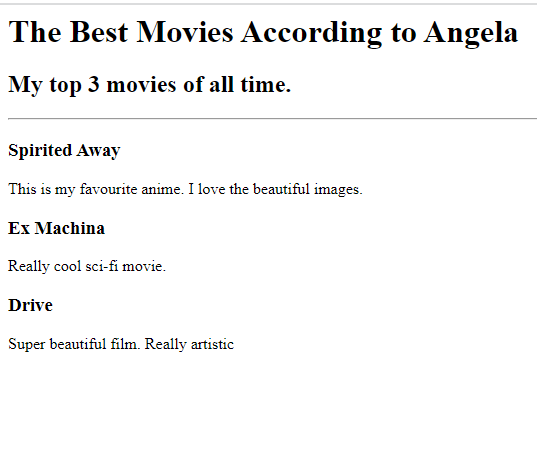 The Best Movies According to Angela
My top 3 movies of all time.
Spirited Away
This is my favourite anime. I love the beautiful images.
Ex Machina
Really cool sci-fi movie.
Drive
Super beautiful film. Really artistic